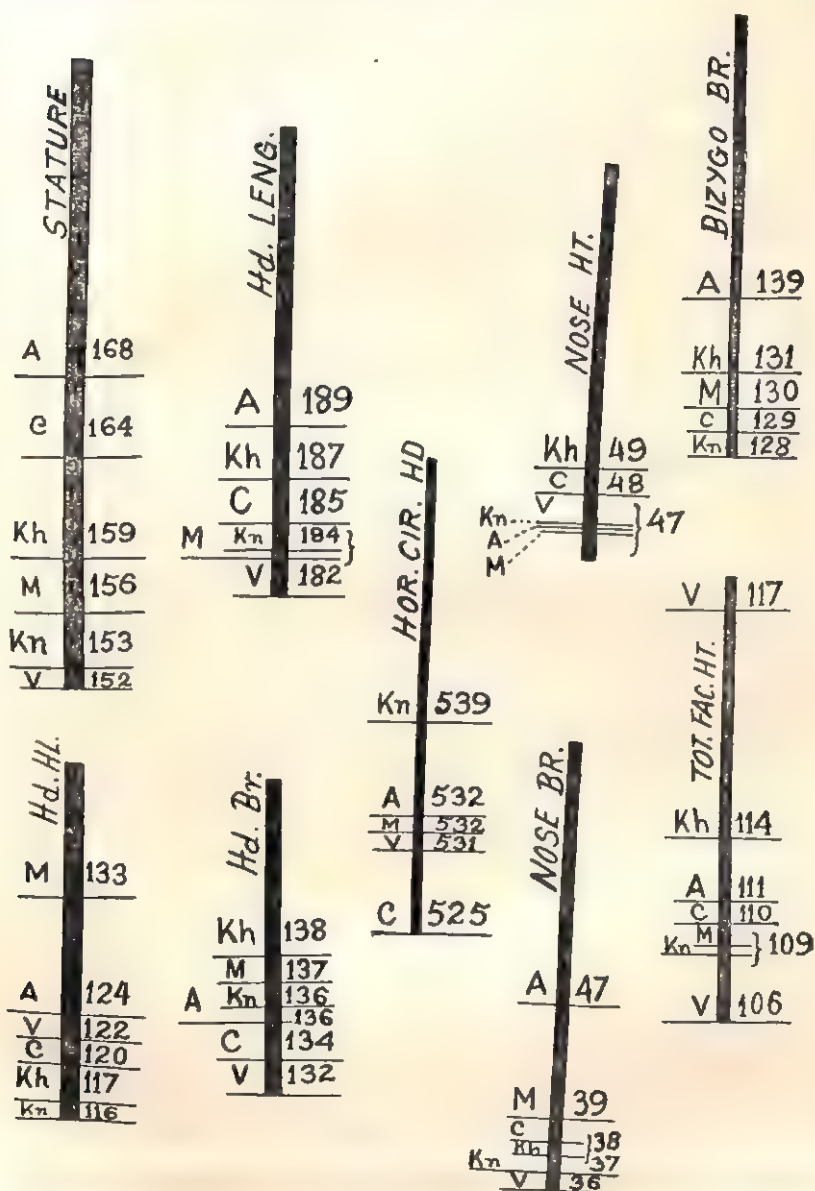 STATURE
A 168
C 164
Kh 159
M 156
Kn 153
V 152
Hd. LENG.
A 189
Kh 187
C 185
M Kn 184
V 182
NOSE HT.
Kh 49
C 48
V
Kn 47
A
M
BIZYGO BR.
A 139
Kh 131
M 130
C 129
Kn 128
Hd. HL.
M 133
A 124
V 122
C 120
Kh 117
Kn 116
Hd. Br.
Kh 138
M 137
Kn 136
A 136
C 134
V 132
HOR. CIR. HD
Kn 539
A 532
M 532
V 531
C 525
NOSE BR.
A 47
M 39
C
Kh 38
Kn 37
V 36
TOT. FAC. HT.
V 117
Kh 114
A 111
C 110
M
Kn 109
V 106